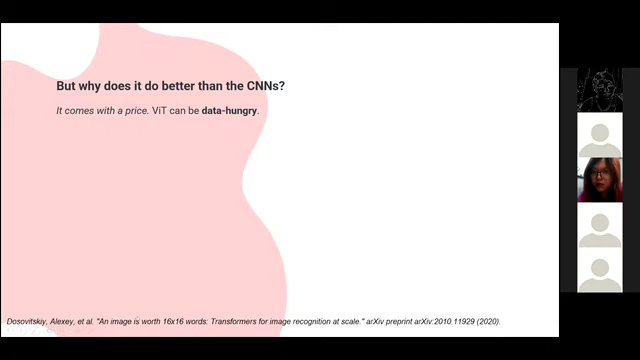 But why does it do better than the CNNs?
It comes with a price. ViT can be data-hungry.
Dosovitskiy, Alexey, et al. "An image is worth 16x16 words: Transformers for image recognition at scale." arXiv preprint arXiv:2010.11929 (2020).